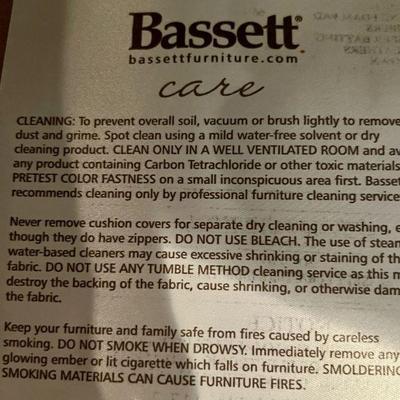 Bassett
bassettfurniture.com
care
CLEANING: To prevent overall soil, vacuum or brush lightly to remove
dust and grime. Spot clean using a mild water-free solvent or dry
cleaning product. CLEAN ONLY IN A WELL VENTILATED ROOM and av
any product containing Carbon Tetrachloride or other toxic materials
PRETEST COLOR FASTNESS on a small inconspicuous area first. Basset
recommends cleaning only by professional furniture cleaning service
Never remove cushion covers for separate dry cleaning or washing, e
though they do have zippers. DO NOT USE BLEACH. The use of steam
water-based cleaners may cause excessive shrinking or staining of th
fabric. DO NOT USE ANY TUMBLE METHOD cleaning service as this m
destroy the backing of the fabric, cause shrinking, or otherwise dam
the fabric.
Keep your furniture and family safe from fires caused by careless
smoking. DO NOT SMOKE WHEN DROWSY. Immediately remove any
glowing ember or lit cigarette which falls on furniture. SMOLDERING
SMOKING MATERIALS CAN CAUSE FURNITURE FIRES.